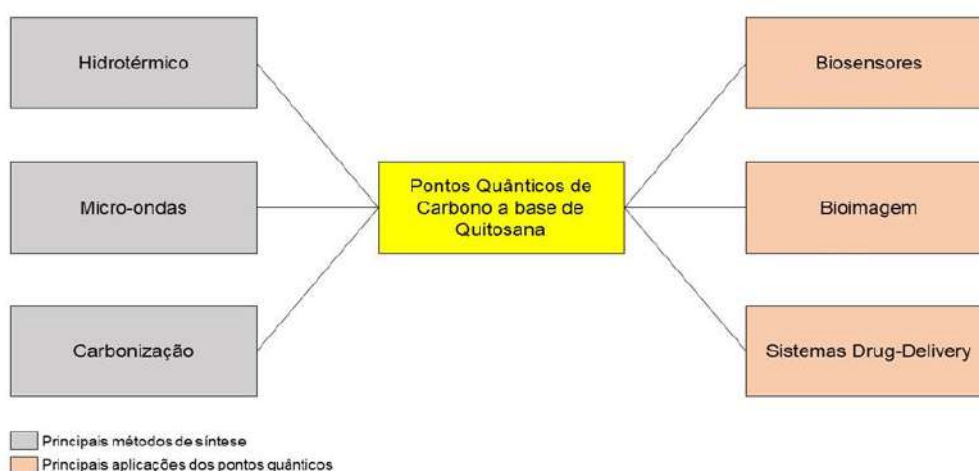 Hidrotérmico
Micro-ondas
Carbonização
Pontos Quânticos de
Carbono a base de
Quitosana
Biosensores
Bioimagem
Sistemas Drug-Delivery
Principais métodos de síntese
Principais aplicações dos pontos quânticos